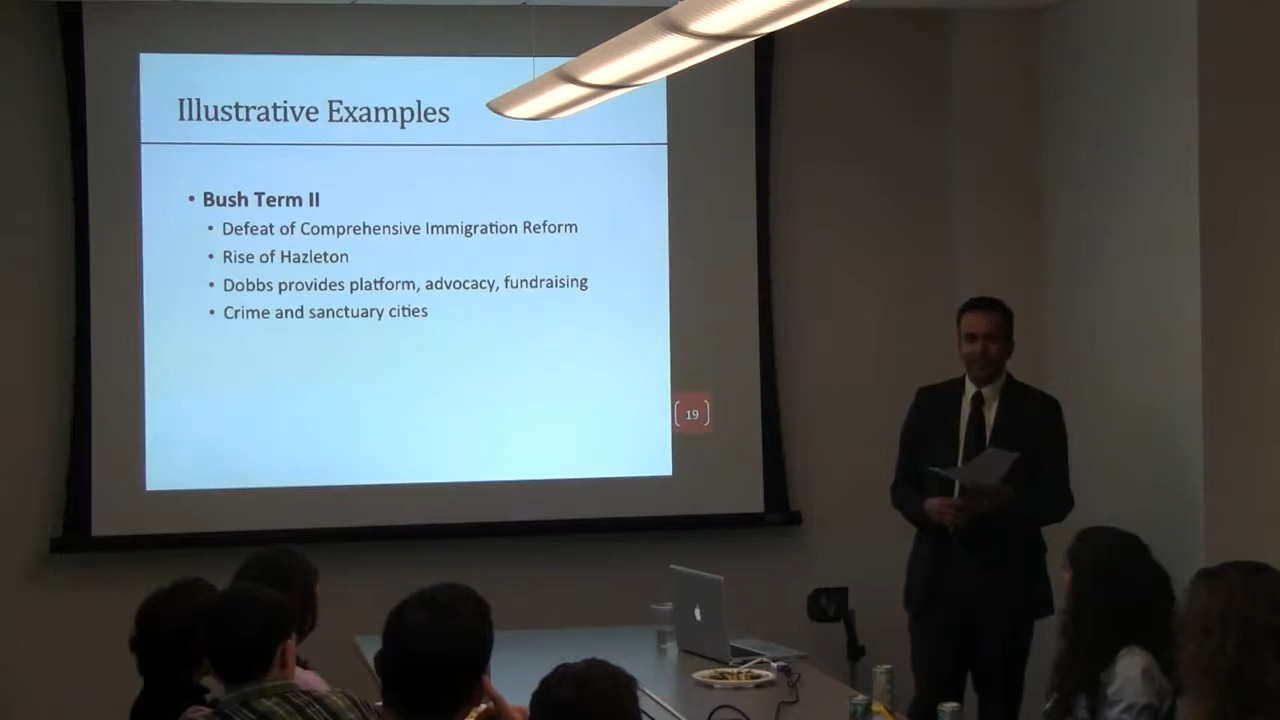 Illustrative Examples
• Bush Term II
• Defeat of Comprehensive Immigration Reform
• Rise of Hazleton
• Dobbs provides platform, advocacy, fundraising
• Crime and sanctuary cities
19